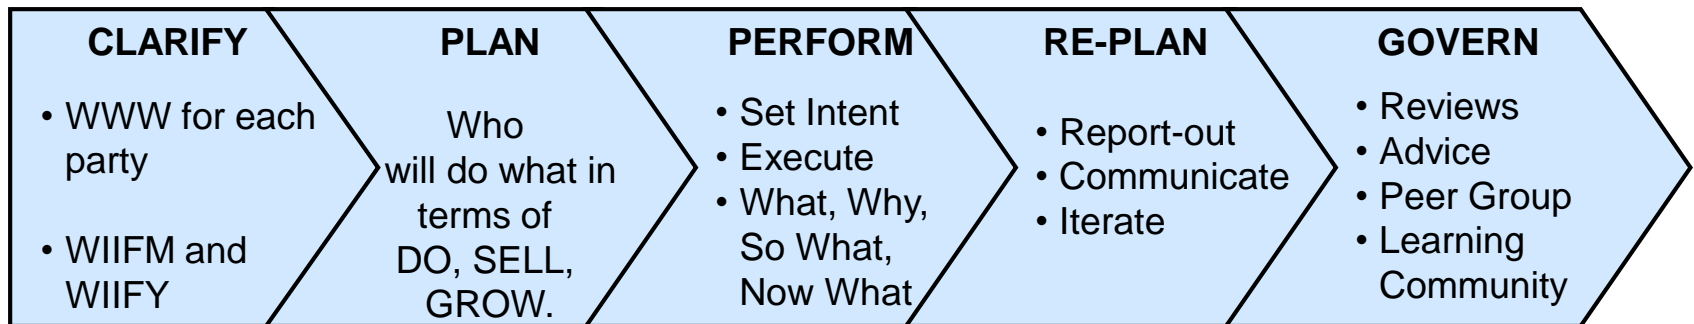 CLARIFY
• WWW for each
party
• WIIFM and
WIIFY
PLAN
Who
will do what in
terms of
DO, SELL,
GROW.
PERFORM
• Set Intent
• Execute
• What, Why,
So What,
Now What
RE-PLAN
• Report-out
• Communicate
• Iterate
GOVERN
• Reviews
• Advice
• Peer Group
• Learning
Community